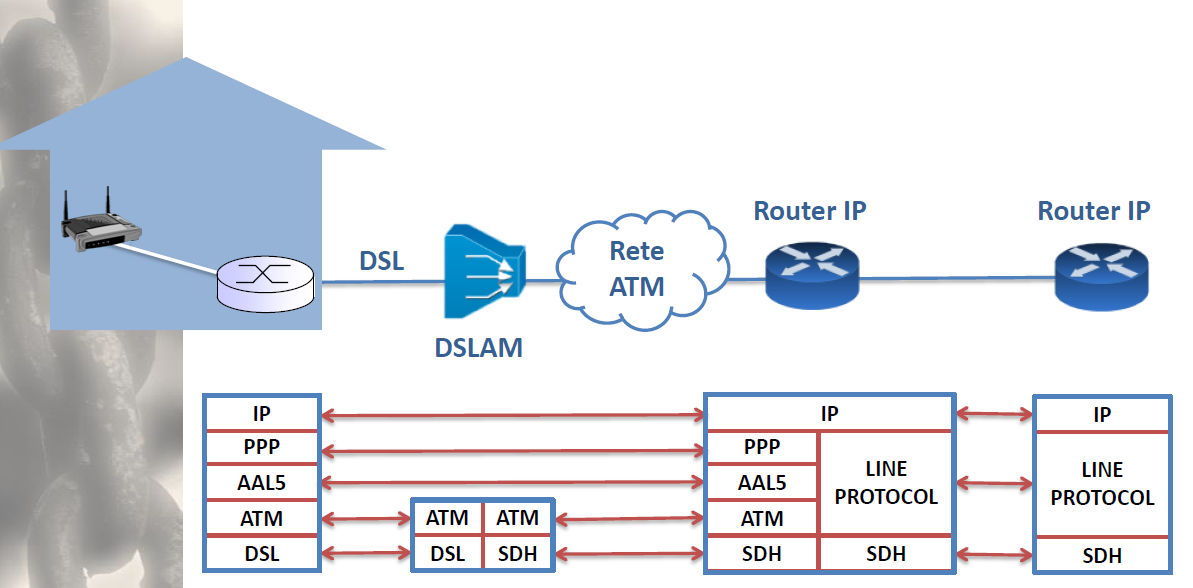 Router IP
Router IP
DSL
Rete
ATM
DSLAM
IP
IP
IP
PPP
PPP
LINE
PROTOCOL
LINE
PROTOCOL
AAL5
AAL5
ATM
ATM
ATM
ATM
DSL
DSL
SDH
SDH
SDH
SDH